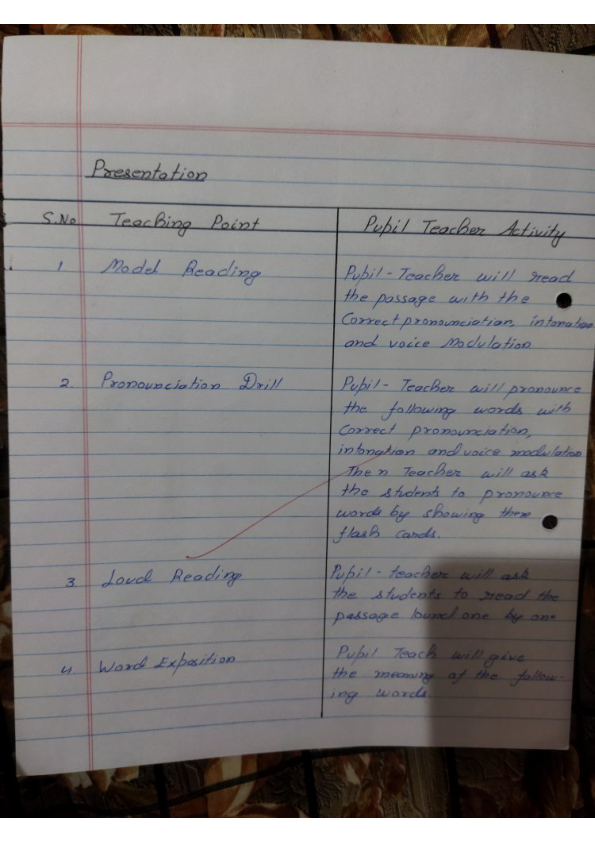 Presentation
S.No Teaching Point Pupil Teacher Activity
1 Model Reading Pupil-Teacher will read
the passage with the
Correct pronounciation, intonation
and voice Modulation
2. Pronounciation Drill Pupil-Teacher will pronounce
the following words with
Correct pronounciation,
intonation and voice modulation
Then Teacher will ask
the students to pronounce
words by showing them
flash cards.
3. Loud Reading Pupil-teacher will ask
the students to read the
passage lound one by one
4 Word Exposition Pupil Teach will give
the meaning of the follow-
ing words.